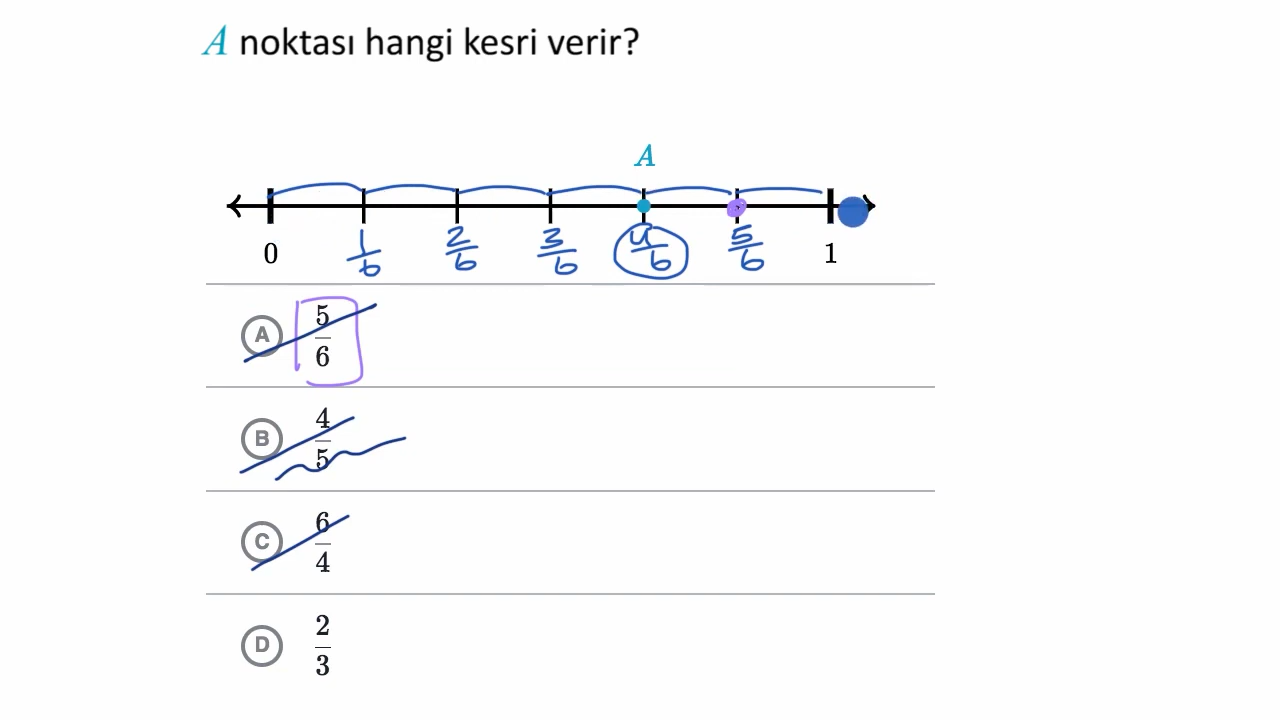 A noktası hangi kesri verir?
A
0 1/6 2/6 3/6 4/6 5/6 1
A 5/6
B 4/5
C 6/4
D 2/3